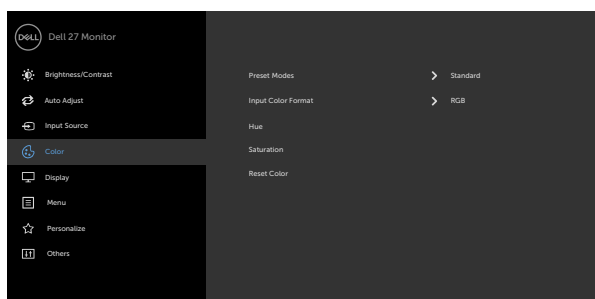 DELL Dell 27 Monitor
Brightness/Contrast
Auto Adjust
Input Source
Color
Display
Menu
Personalize
Others
Preset Modes Standard
Input Color Format RGB
Hue
Saturation
Reset Color